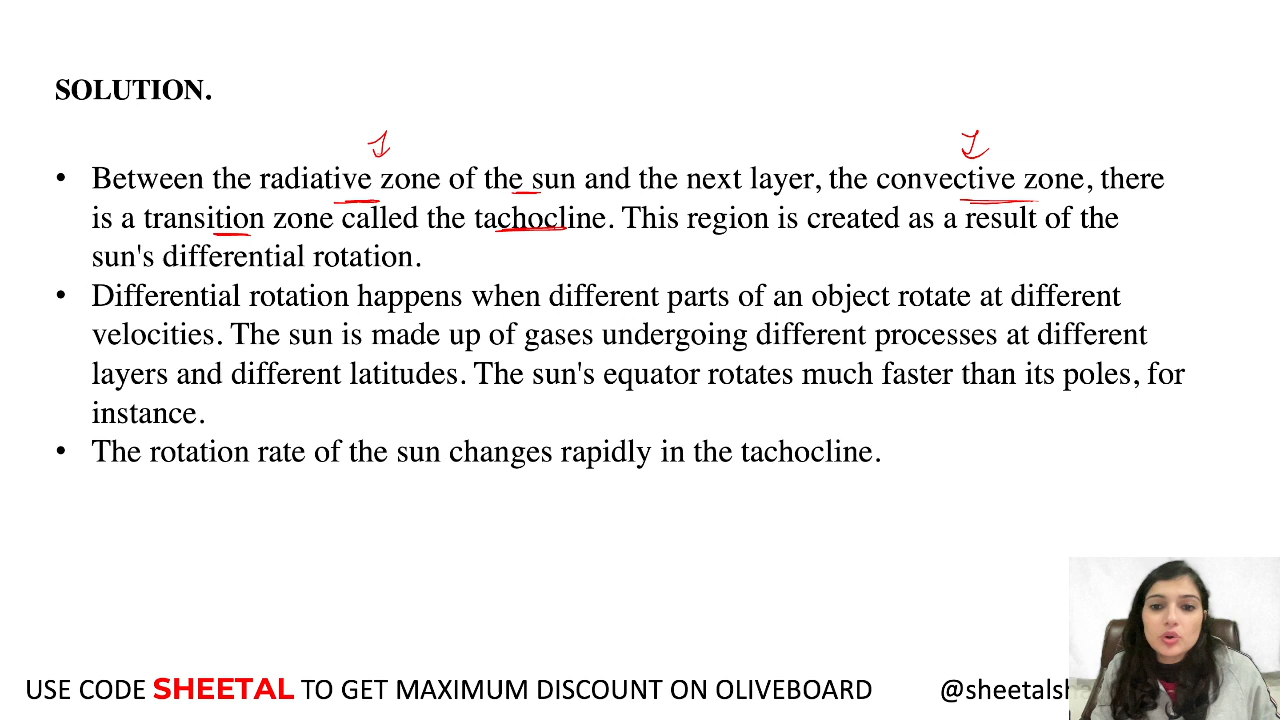 SOLUTION.
• Between the radiative zone of the sun and the next layer, the convective zone, there
is a transition zone called the tachocline. This region is created as a result of the
sun's differential rotation.
• Differential rotation happens when different parts of an object rotate at different
velocities. The sun is made up of gases undergoing different processes at different
layers and different latitudes. The sun's equator rotates much faster than its poles, for
instance.
• The rotation rate of the sun changes rapidly in the tachocline.
USE CODE SHEETAL TO GET MAXIMUM DISCOUNT ON OLIVEBOARD